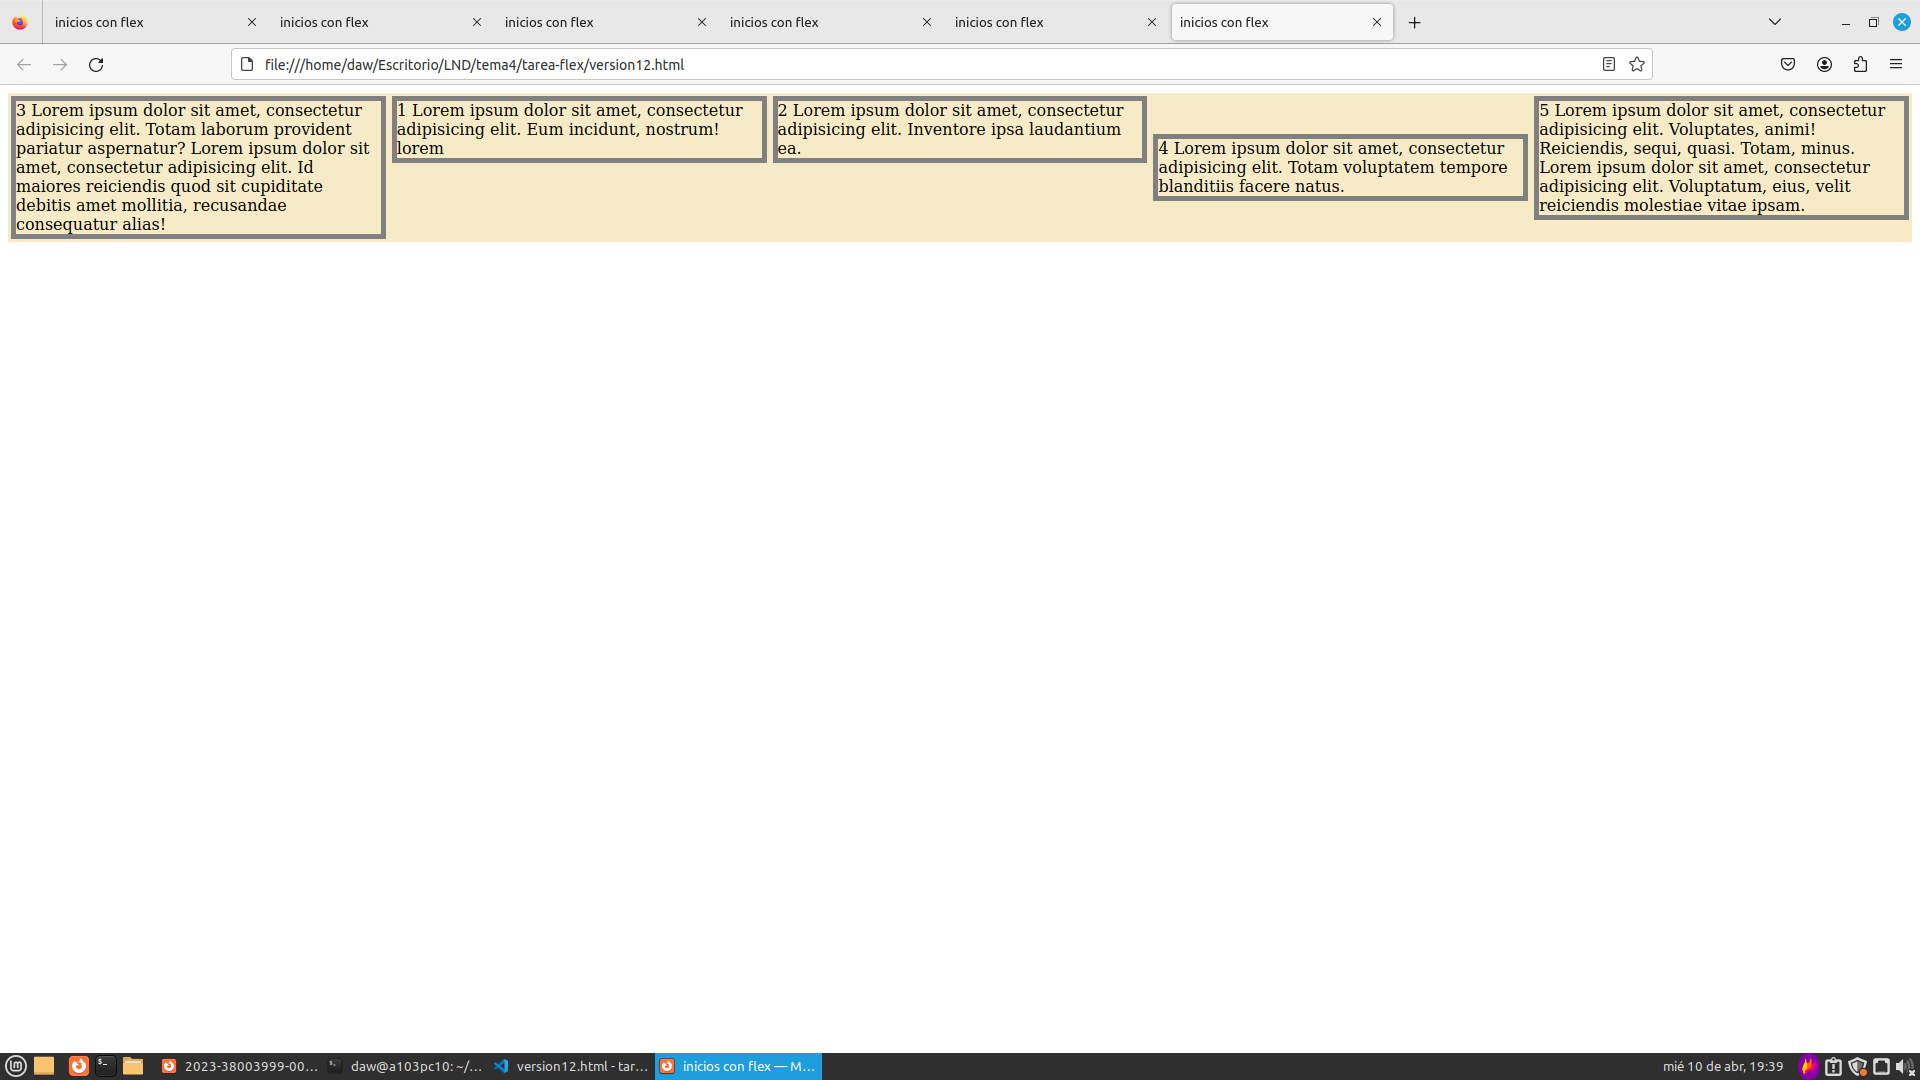 inicios con flex
inicios con flex
inicios con flex
inicios con flex
inicios con flex
inicios con flex
file:///home/daw/Escritorio/LND/tema4/tarea-flex/version12.html
3 Lorem ipsum dolor sit amet, consectetur
adipisicing elit. Totam laborum provident
pariatur aspernatur? Lorem ipsum dolor sit
amet, consectetur adipisicing elit. Id
maiores reiciendis quod sit cupiditate
debitis amet mollitia, recusandae
consequatur alias!
1 Lorem ipsum dolor sit amet, consectetur
adipisicing elit. Eum incidunt, nostrum!
lorem
2 Lorem ipsum dolor sit amet, consectetur
adipisicing elit. Inventore ipsa laudantium
ea.
4 Lorem ipsum dolor sit amet, consectetur
adipisicing elit. Totam voluptatem tempore
blanditiis facere natus.
5 Lorem ipsum dolor sit amet, consectetur
adipisicing elit. Voluptates, animi!
Reiciendis, sequi, quasi. Totam, minus.
Lorem ipsum dolor sit amet, consectetur
adipisicing elit. Voluptatum, eius, velit
reiciendis molestiae vitae ipsam.
2023-38003999-00...
daw@a103pc10: ~/...
version12.html - tar...
inicios con flex — M...
mié 10 de abr, 19:39